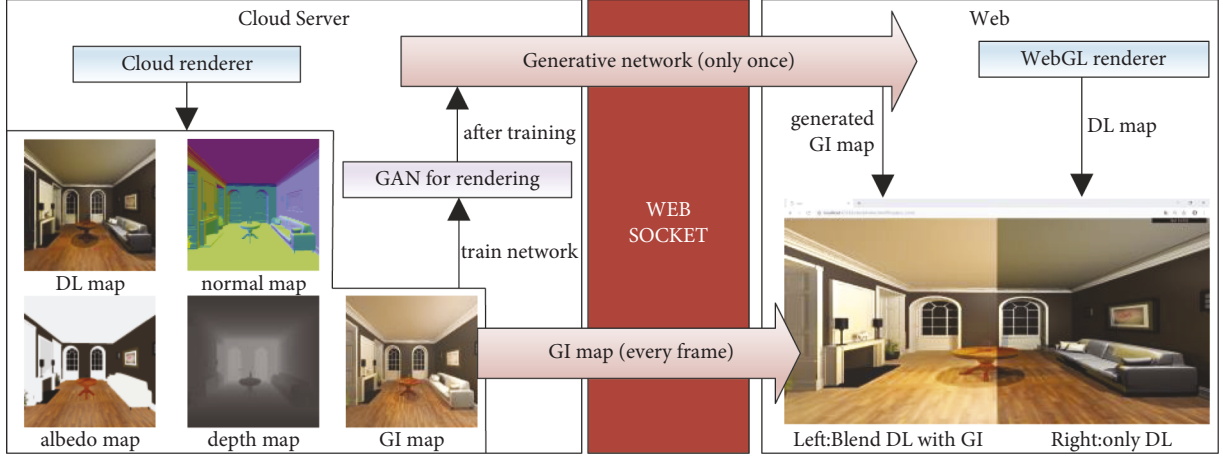 Cloud Server
Web
Cloud renderer
Generative network (only once)
WebGL renderer
after training
generated
GI map
DL map
GAN for rendering
WEB
SOCKET
train network
DL map
normal map
GI map (every frame)
albedo map
depth map
GI map
Left:Blend DL with GI
Right:only DL